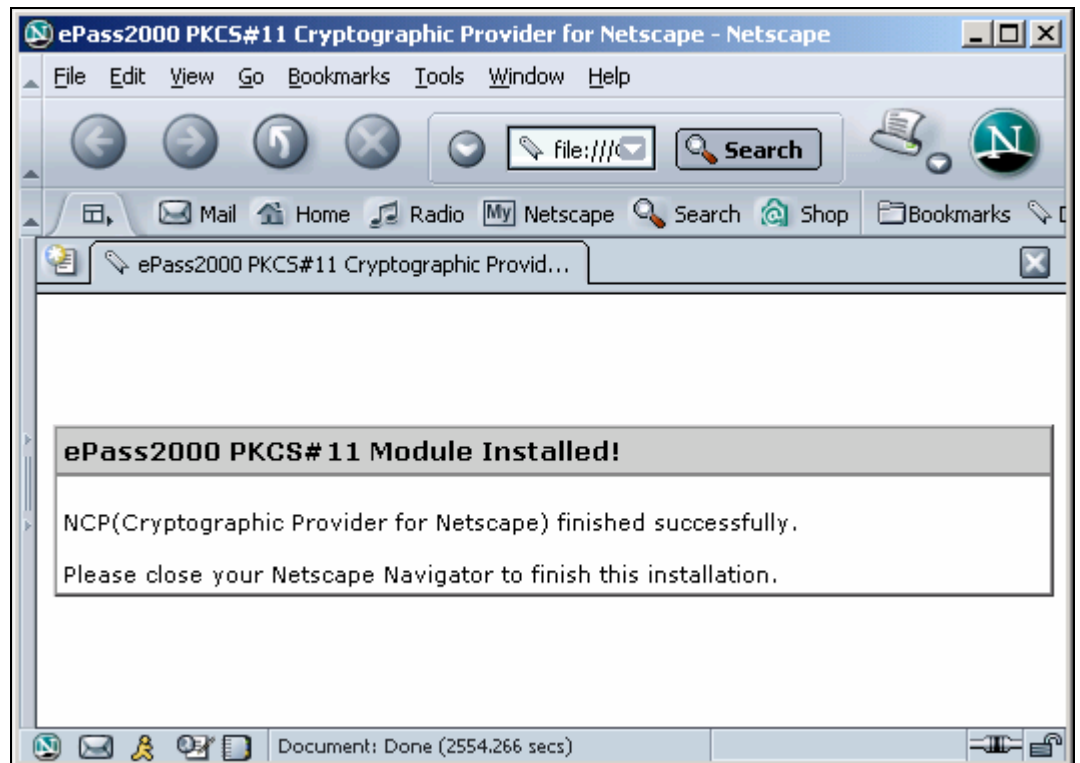 ePass2000 PKCS#11 Cryptographic Provider for Netscape - Netscape
File Edit View Go Bookmarks Tools Window Help
file:/// Search N
Mail Home Radio My Netscape Search Shop Bookmarks
ePass2000 PKCS#11 Cryptographic Provid...
ePass2000 PKCS#11 Module Installed!
NCP(Cryptographic Provider for Netscape) finished successfully.
Please close your Netscape Navigator to finish this installation.
Document: Done (2554.266 secs)